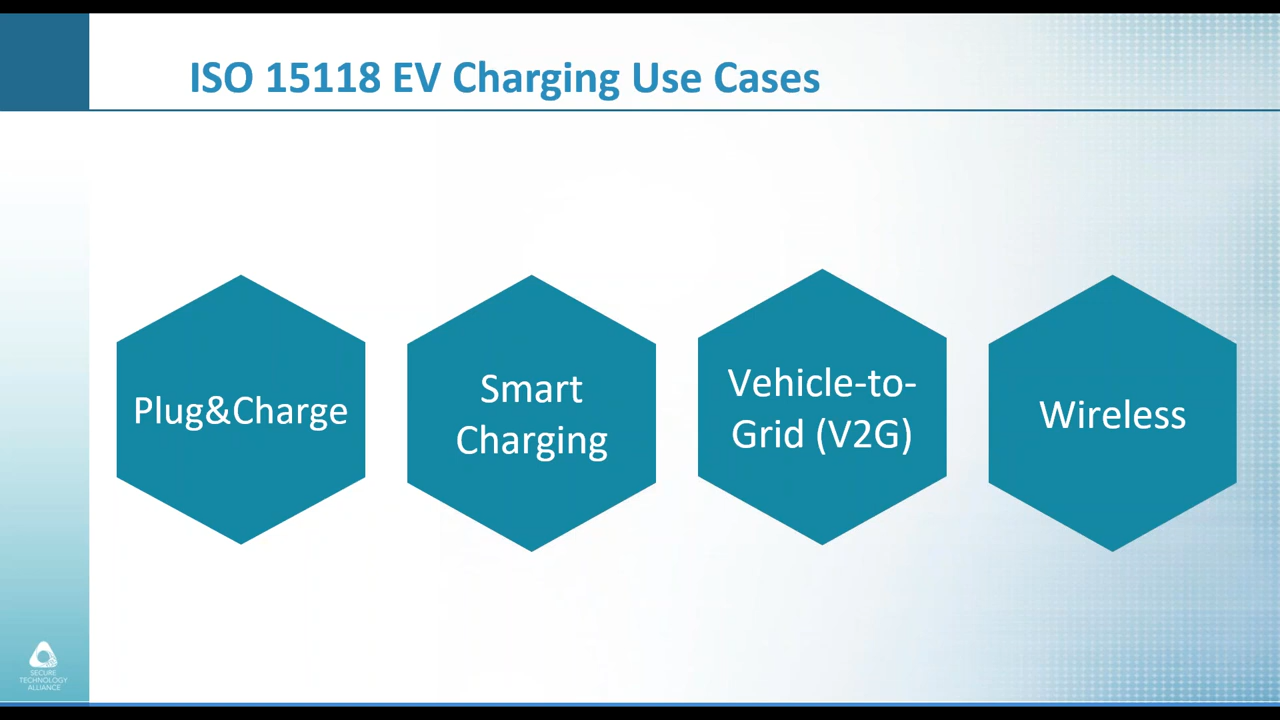 ISO 15118 EV Charging Use Cases
Plug&Charge
Smart
Charging
Vehicle-to-
Grid (V2G)
Wireless
SECURE
TECHNOLOGY
ALLIANCE